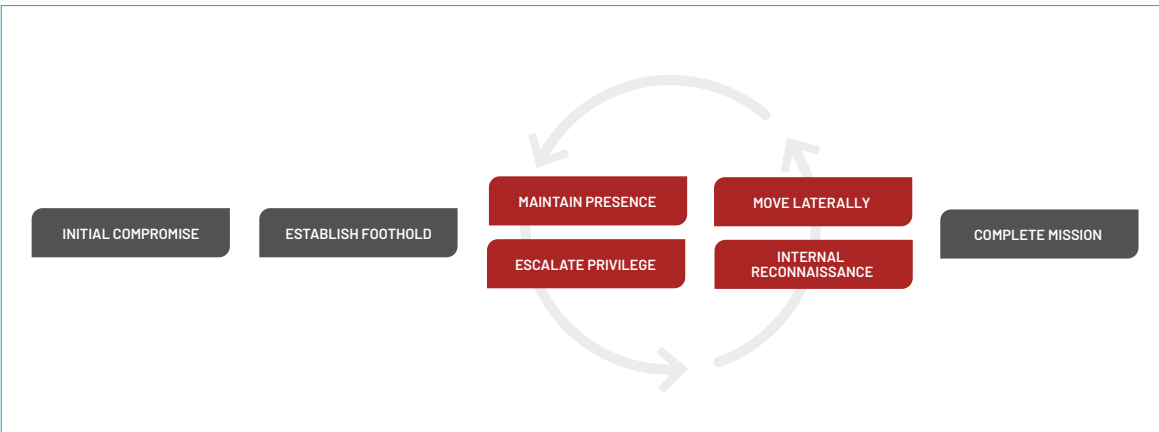 INITIAL COMPROMISE
ESTABLISH FOOTHOLD
MAINTAIN PRESENCE
ESCALATE PRIVILEGE
MOVE LATERALLY
INTERNAL
RECONNAISSANCE
COMPLETE MISSION